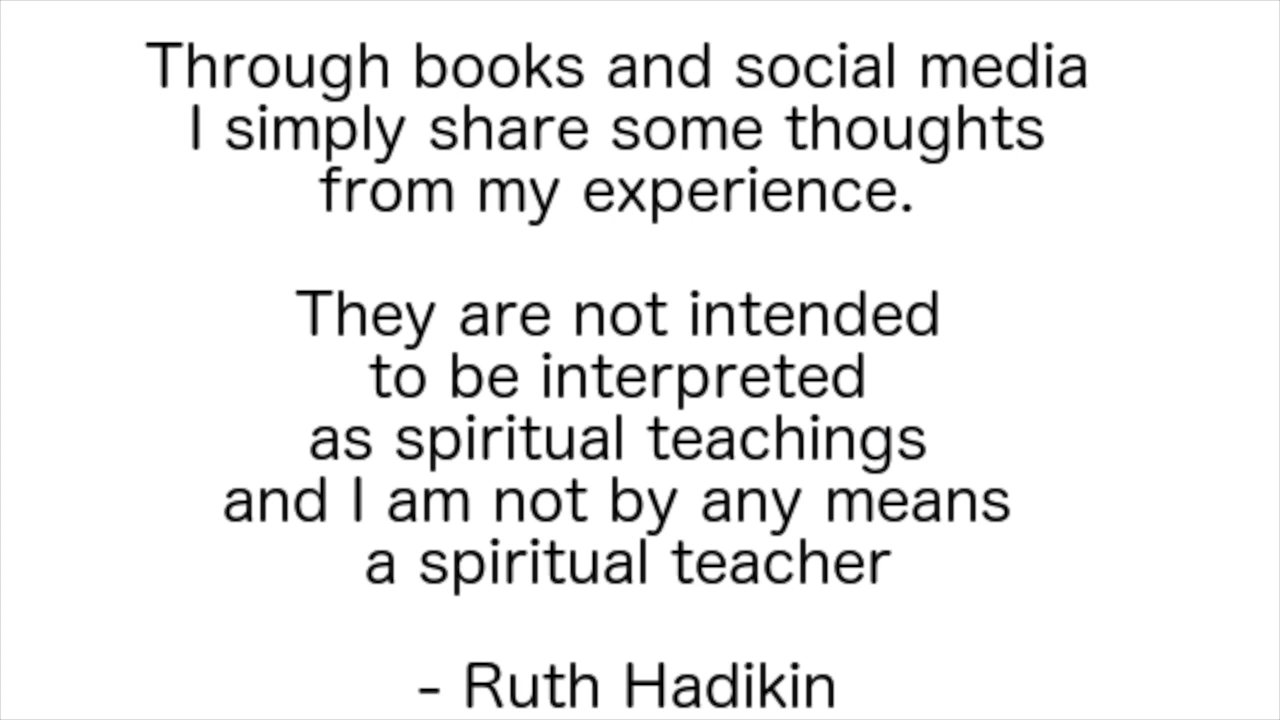 Through books and social media
I simply share some thoughts
from my experience.
They are not intended
to be interpreted
as spiritual teachings
and I am not by any means
a spiritual teacher
- Ruth Hadikin